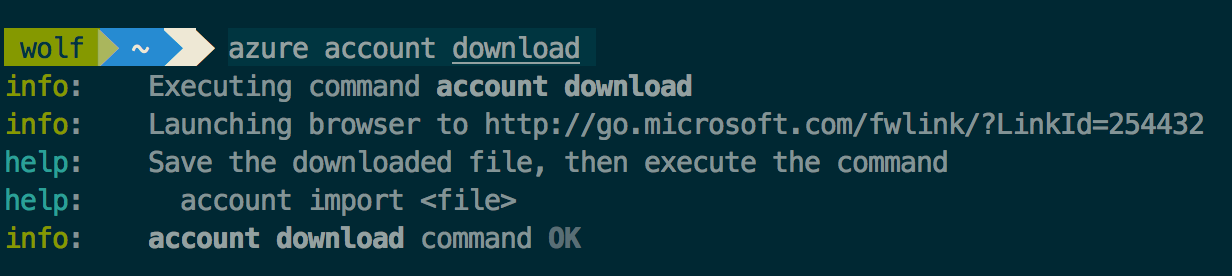 wolf ~ azure account download
info: Executing command account download
info: Launching browser to http://go.microsoft.com/fwlink/?LinkId=254432
help: Save the downloaded file, then execute the command
help: account import <file>
info: account download command OK